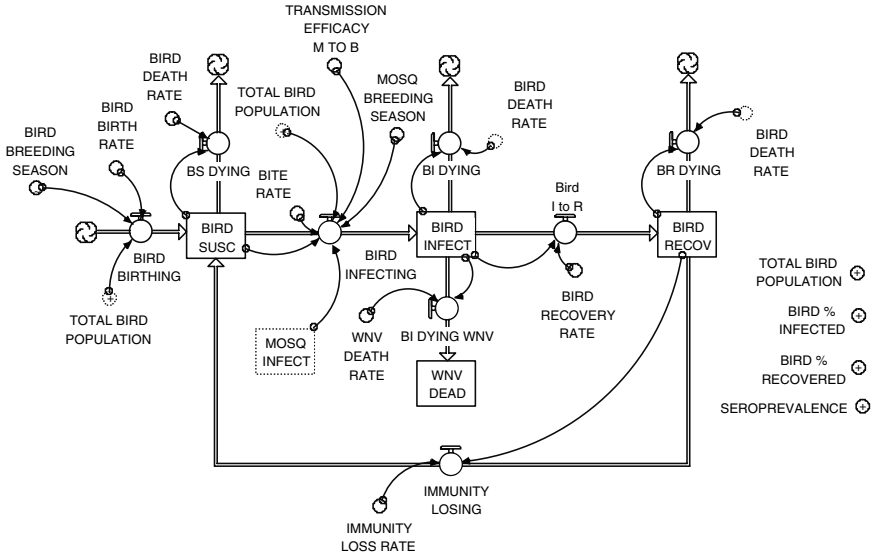 TRANSMISSION
EFFICACY
M TO B
BIRD
DEATH
RATE
TOTAL BIRD
POPULATION
MOSQ
BREEDING
SEASON
BIRD
DEATH
RATE
BIRD
BIRTH
RATE
BIRD
BREEDING
SEASON
BIRD
DEATH
RATE
BS DYING
BI DYING
BR DYING
BITE
RATE
Bird
I to R
BIRD
SUSC
BIRD
INFECT
BIRD
RECOV
BIRD
BIRTHING
BIRD
INFECTING
TOTAL BIRD
POPULATION
TOTAL BIRD
POPULATION
BIRD
RECOVERY
RATE
BIRD %
INFECTED
MOSQ
INFECT
WNV
DEATH
RATE
BI DYING WNV
WNV
DEAD
BIRD %
RECOVERED
SEROPREVALENCE
IMMUNITY
LOSING
IMMUNITY
LOSS RATE